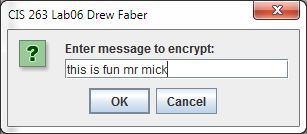 CIS 263 Lab06 Drew Faber
Enter message to encrypt:
this is fun mr mick
OK Cancel